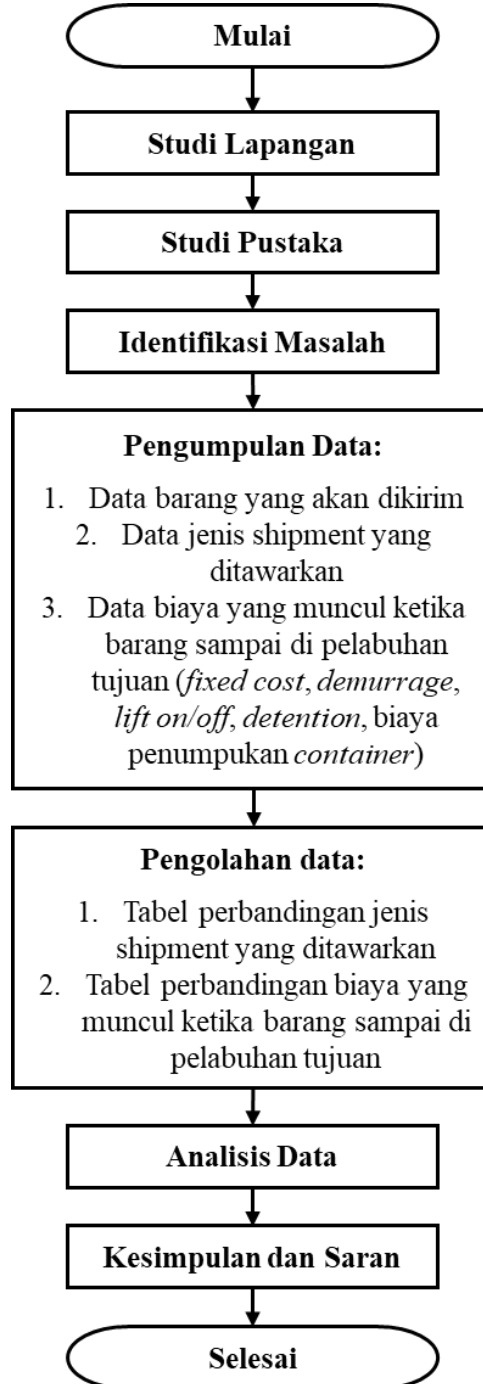 Mulai
Studi Lapangan
Studi Pustaka
Identifikasi Masalah
Pengumpulan Data:
1. Data barang yang akan dikirim
2. Data jenis shipment yang
ditawarkan
3. Data biaya yang muncul ketika
barang sampai di pelabuhan
tujuan (fixed cost, demurrage,
lift on/off, detention, biaya
penumpukan container)
Pengolahan data:
1. Tabel perbandingan jenis
shipment yang ditawarkan
2. Tabel perbandingan biaya yang
muncul ketika barang sampai di
pelabuhan tujuan
Analisis Data
Kesimpulan dan Saran
Selesai